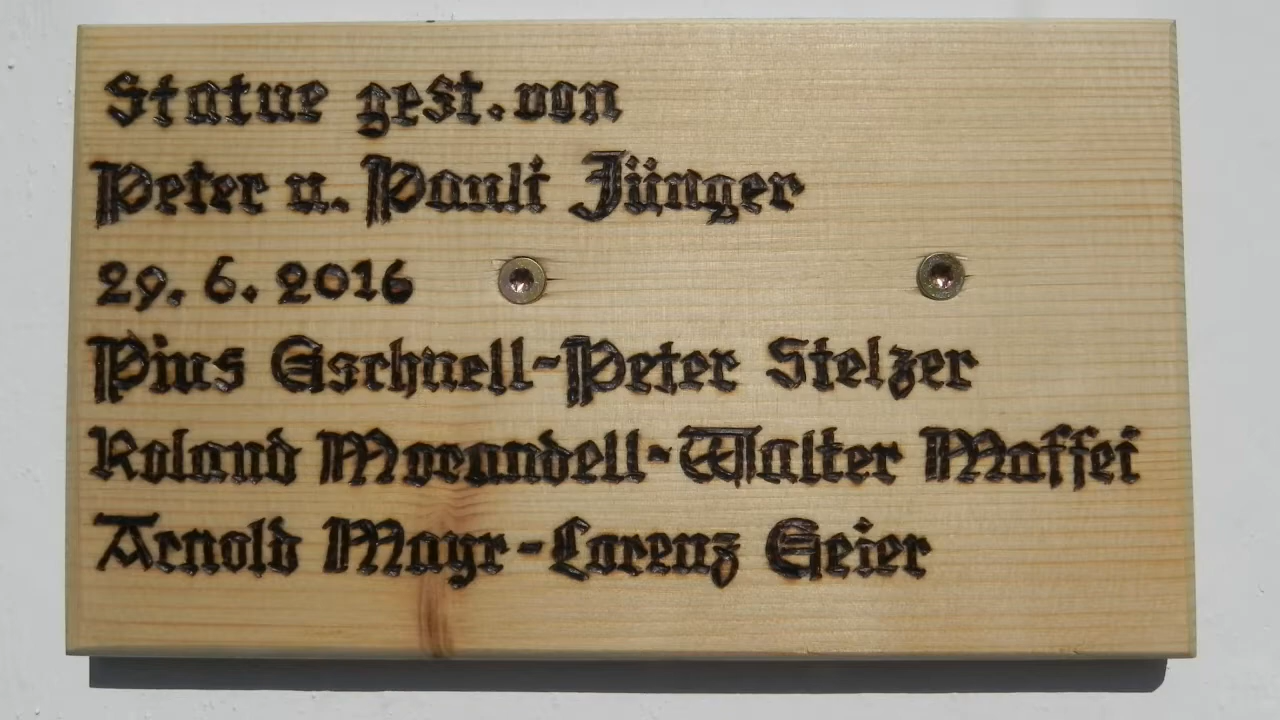 Statue gest. von
Peter u. Pauli Jünger
29. 6. 2016
Pius Gschnell-Peter Stelzer
Roland Morandell-Walter Maffei
Arnold Mayr-Lorenz Geier